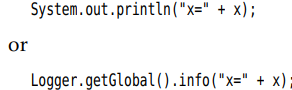 System.out.println("x=" + x);
or
Logger.getGlobal().info("x=" + x);